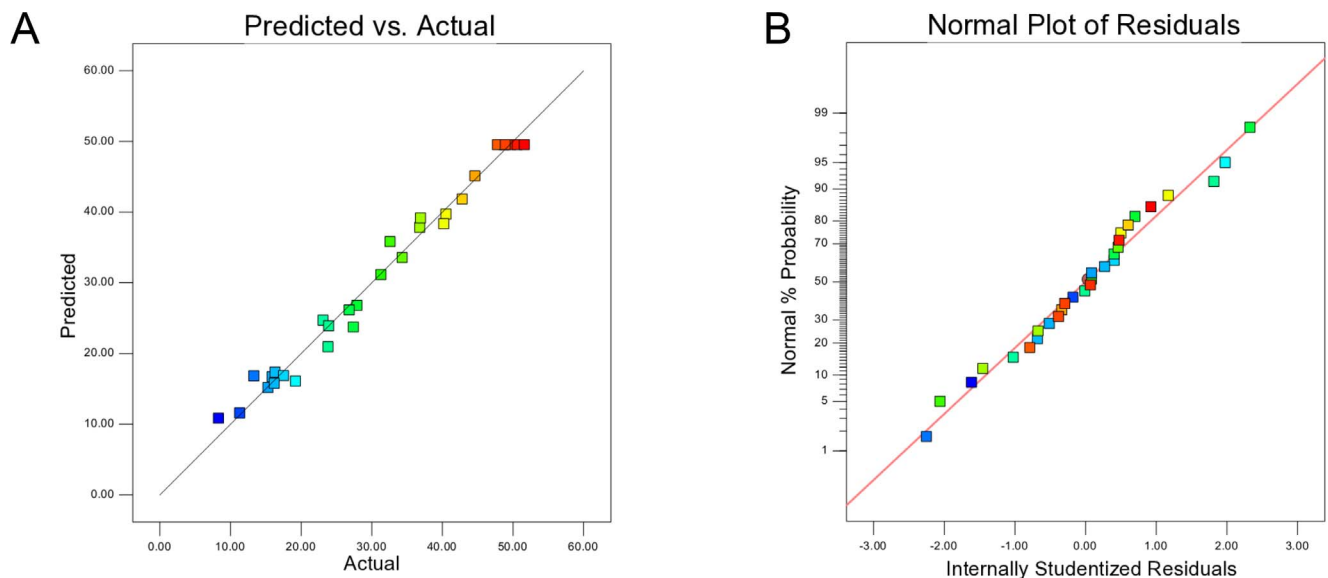 A
Predicted vs. Actual
60.00
50.00
40.00
30.00
20.00
10.00
0.00
Predicted
0.00 10.00 20.00 30.00 40.00 50.00 60.00
Actual
B
Normal Plot of Residuals
99
95
90
80
70
50
30
20
10
5
1
Normal % Probability
-3.00 -2.00 -1.00 0.00 1.00 2.00 3.00
Internally Studentized Residuals